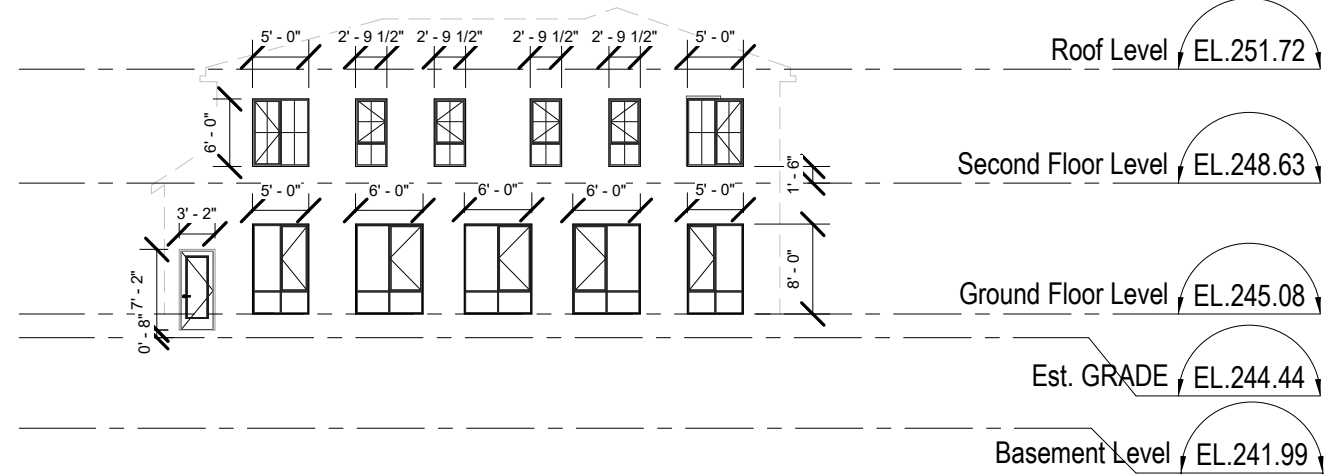 5' - 0" 2' - 9 1/2" 2' - 9 1/2" 2' - 9 1/2" 2' - 9 1/2" 5' - 0"
Roof Level EL.251.72
6' - 0"
Second Floor Level EL.248.63
1' - 6"
5' - 0" 6' - 0" 6' - 0" 6' - 0" 5' - 0"
3' - 2"
8' - 0"
7' - 2"
Ground Floor Level EL.245.08
0' - 8"
Est. GRADE EL.244.44
Basement Level EL.241.99